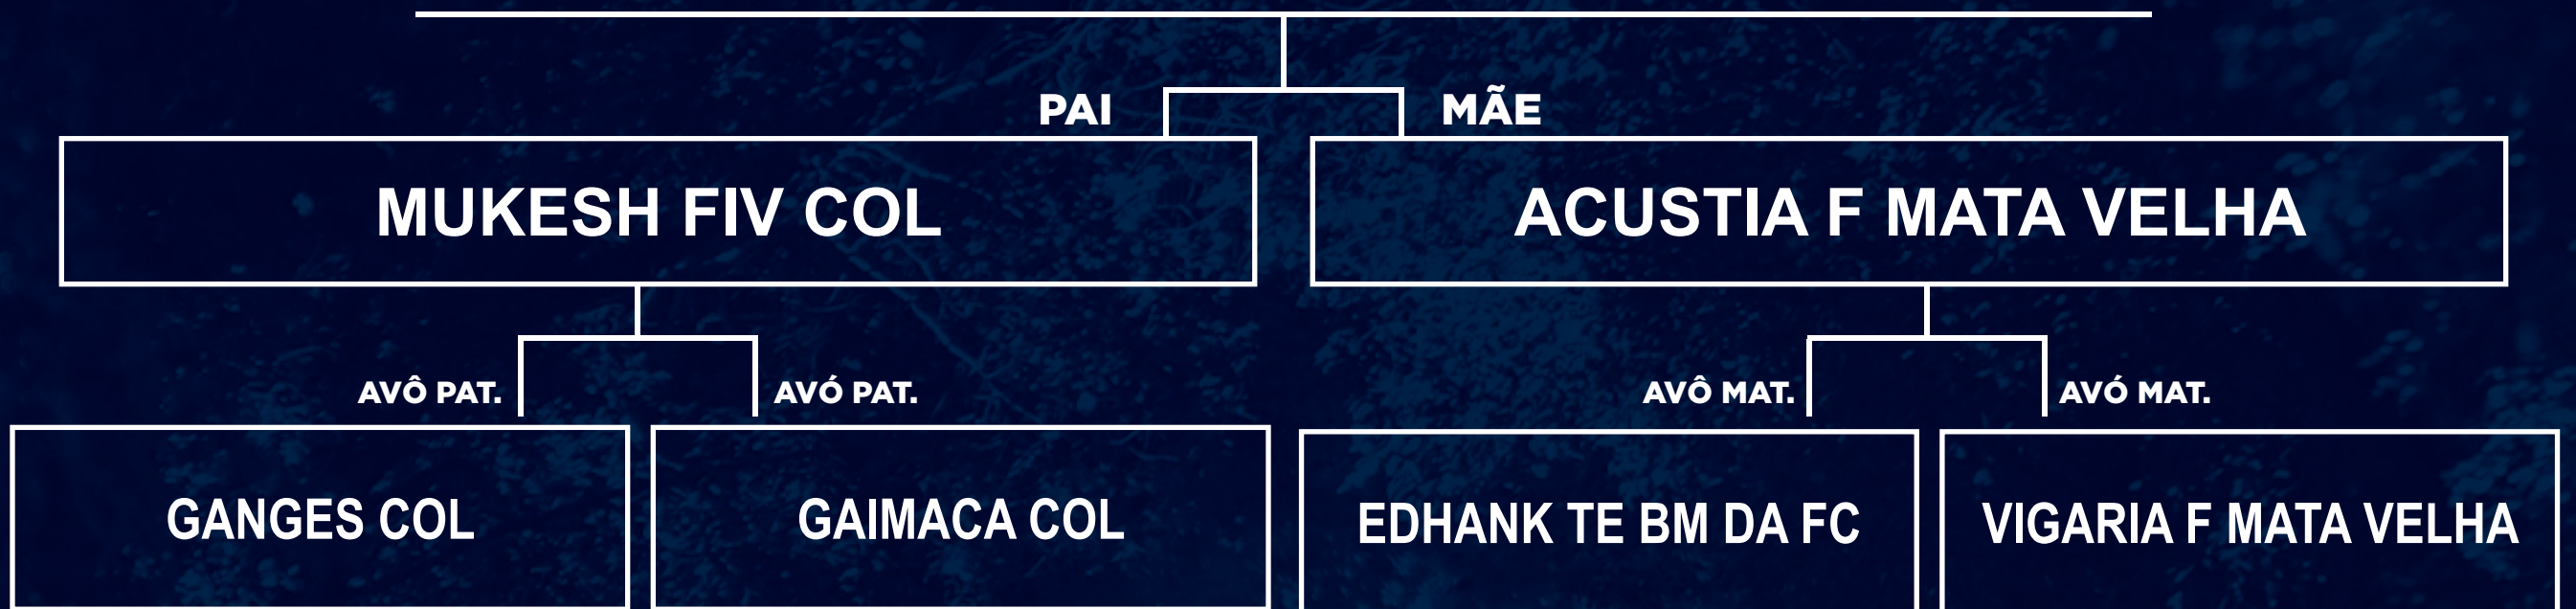 PAI
MÃE
MUKESH FIV COL
ACUSTIA F MATA VELHA
AVÔ PAT.
AVÓ PAT.
AVÔ MAT.
AVÓ MAT.
GANGES COL
GAIMACA COL
EDHANK TE BM DA FC
VIGARIA F MATA VELHA